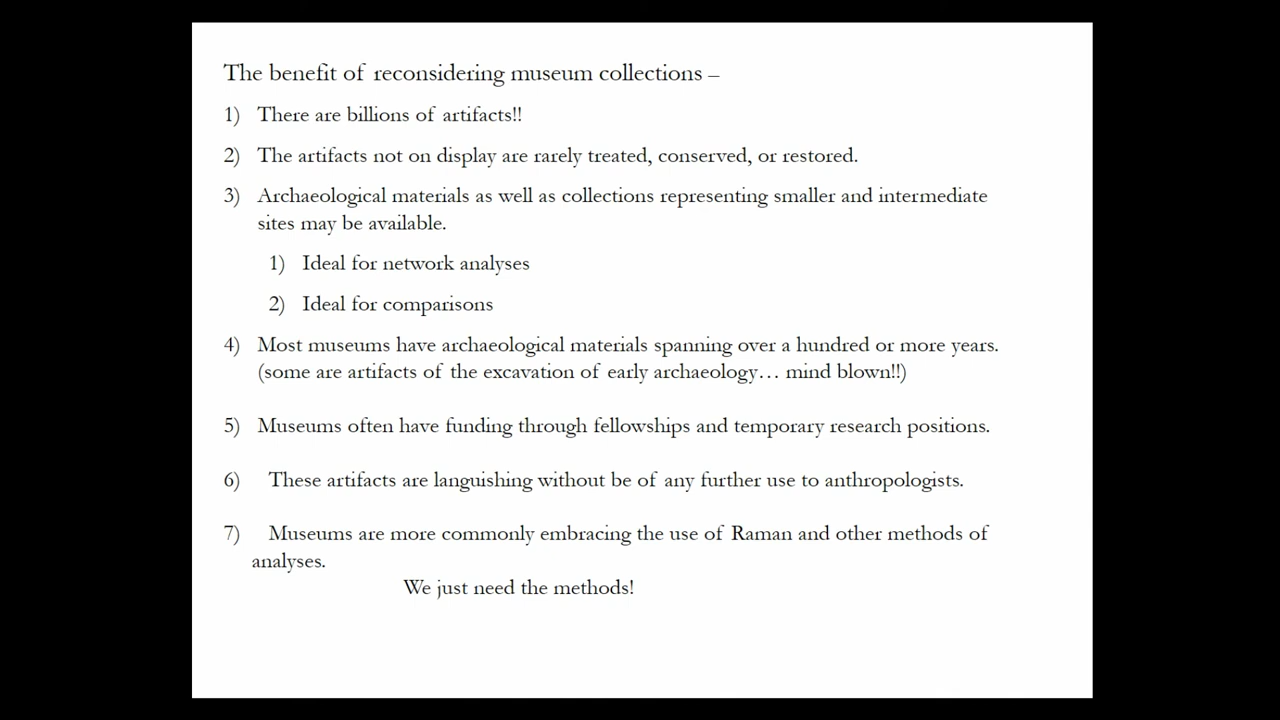 The benefit of reconsidering museum collections –
1) There are billions of artifacts!!
2) The artifacts not on display are rarely treated, conserved, or restored.
3) Archaeological materials as well as collections representing smaller and intermediate
sites may be available.
1) Ideal for network analyses
2) Ideal for comparisons
4) Most museums have archaeological materials spanning over a hundred or more years.
(some are artifacts of the excavation of early archaeology… mind blown!!)
5) Museums often have funding through fellowships and temporary research positions.
6) These artifacts are languishing without be of any further use to anthropologists.
7) Museums are more commonly embracing the use of Raman and other methods of
analyses.
We just need the methods!